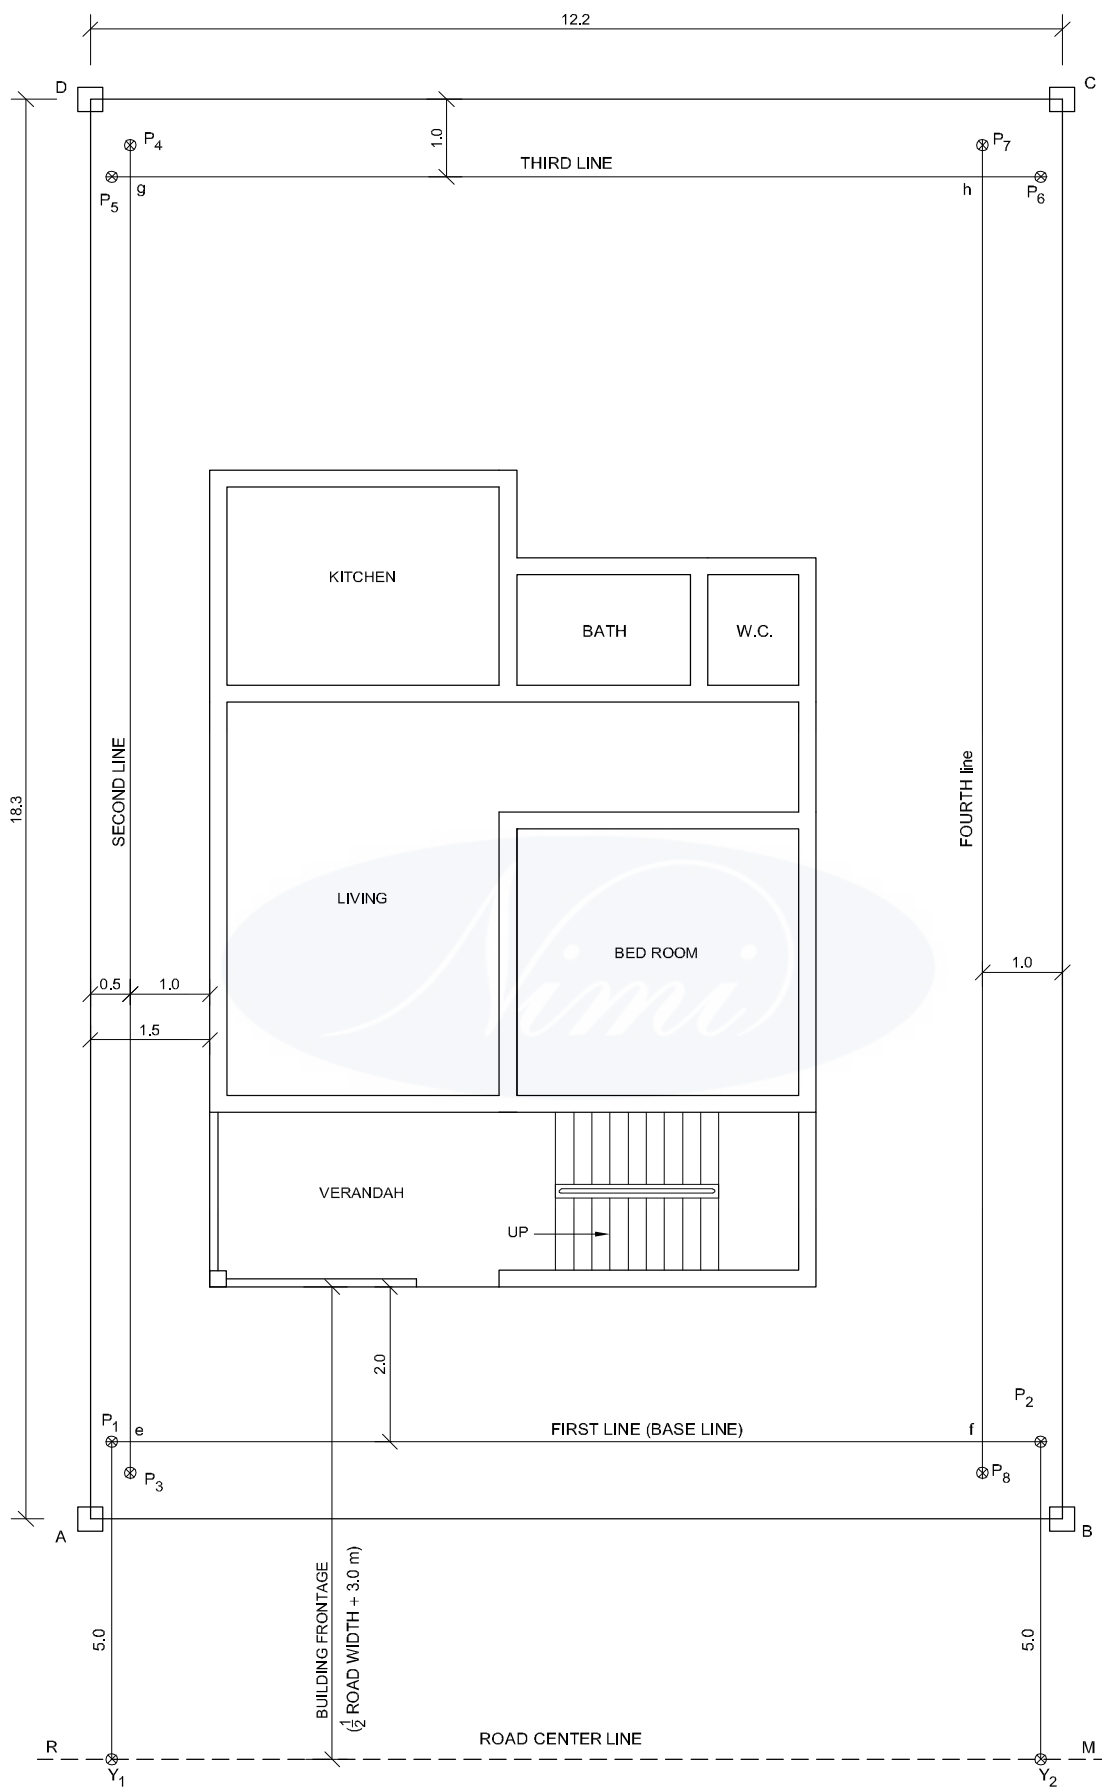 12.2
D
C
P4
P7
1.0
THIRD LINE
P5
g
h
P6
KITCHEN
BATH
W.C.
18.3
SECOND LINE
FOURTH line
LIVING
Nimi
BED ROOM
0.5
1.0
1.0
1.5
VERANDAH
UP
2.0
P1
e
FIRST LINE (BASE LINE)
f
P2
P3
P8
A
B
5.0
BUILDING FRONTAGE
(1/2 ROAD WIDTH + 3.0 m)
5.0
R
ROAD CENTER LINE
M
Y1
Y2